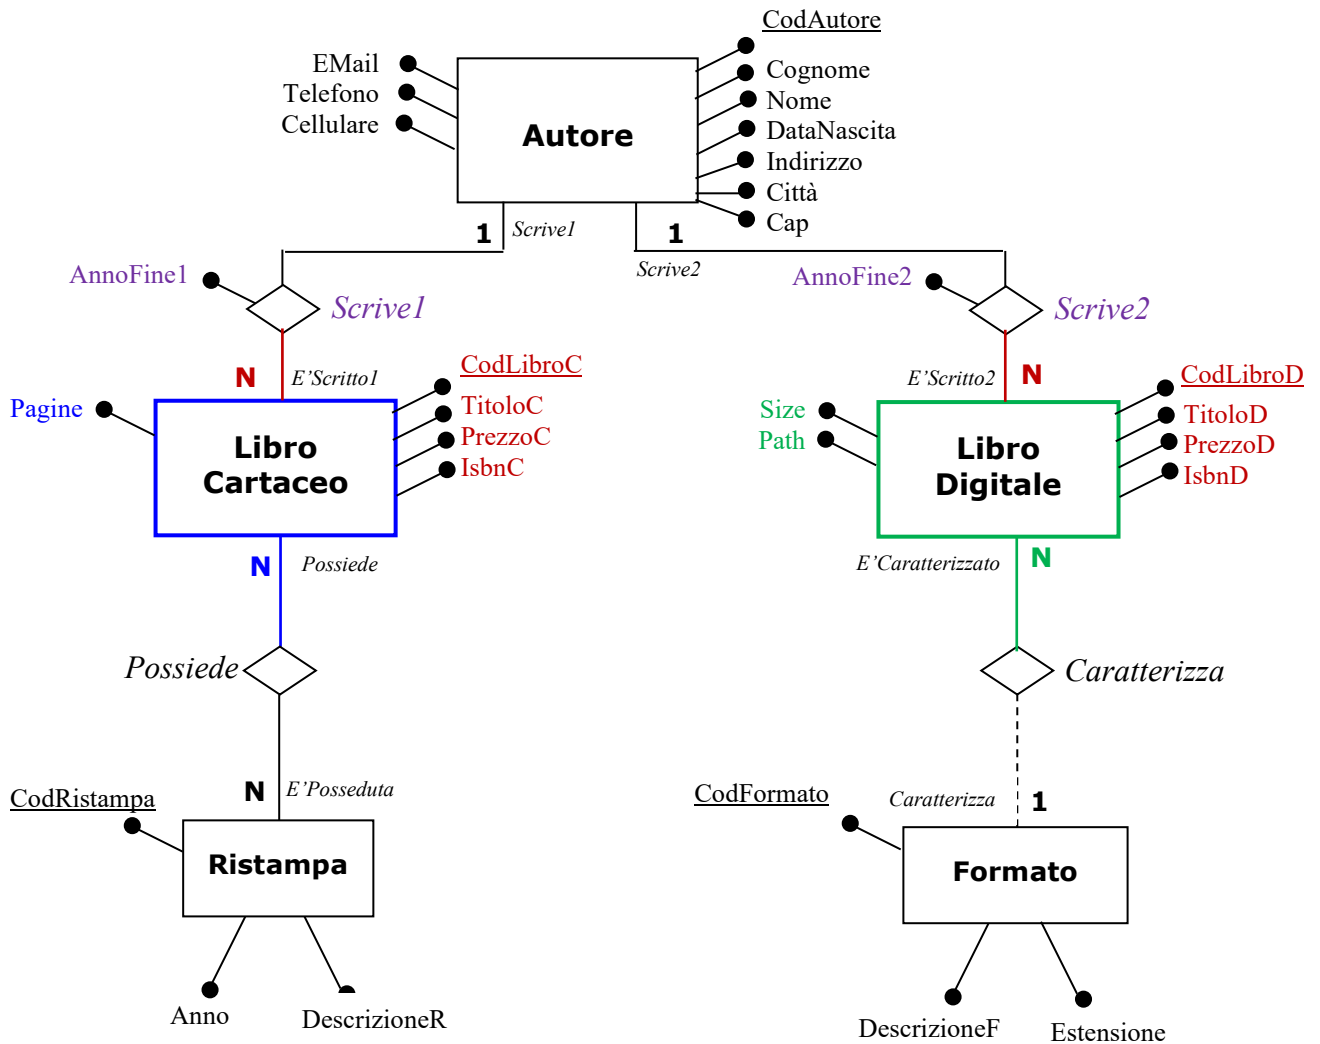 CodAutore
EMail
Telefono
Cellulare
Autore
Cognome
Nome
DataNascita
Indirizzo
Città
Cap
1
Scrive1
1
Scrive2
AnnoFine1
Scrive1
AnnoFine2
Scrive2
N
E'Scritto1
E'Scritto2
N
Pagine
Libro
Cartaceo
CodLibroC
TitoloC
PrezzoC
IsbnC
Size
Path
Libro
Digitale
CodLibroD
TitoloD
PrezzoD
IsbnD
N
Possiede
E'Caratterizzato
N
Possiede
Caratterizza
N
E'Posseduta
Caratterizza
1
CodRistampa
Ristampa
CodFormato
Formato
Anno
DescrizioneR
DescrizioneF
Estensione